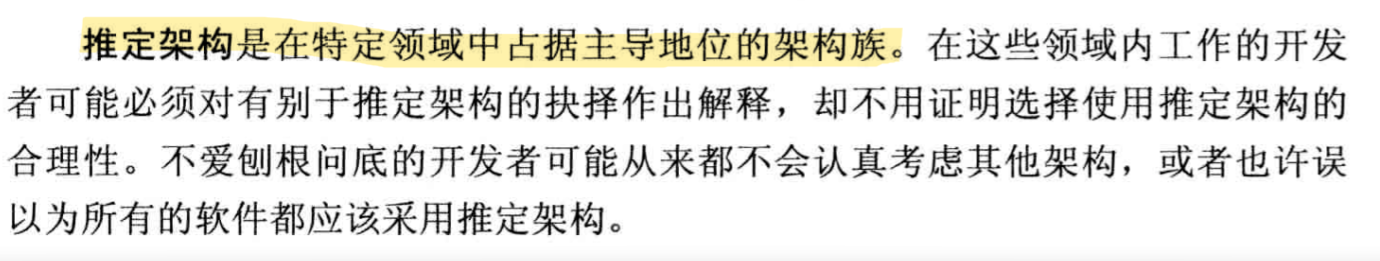 推定架构是在特定领域中占据主导地位的架构族。在这些领域内工作的开发
者可能必须对有别于推定架构的抉择作出解释，却不用证明选择使用推定架构的
合理性。不爱刨根问底的开发者可能从来都不会认真考虑其他架构，或者也许误
以为所有的软件都应该采用推定架构。